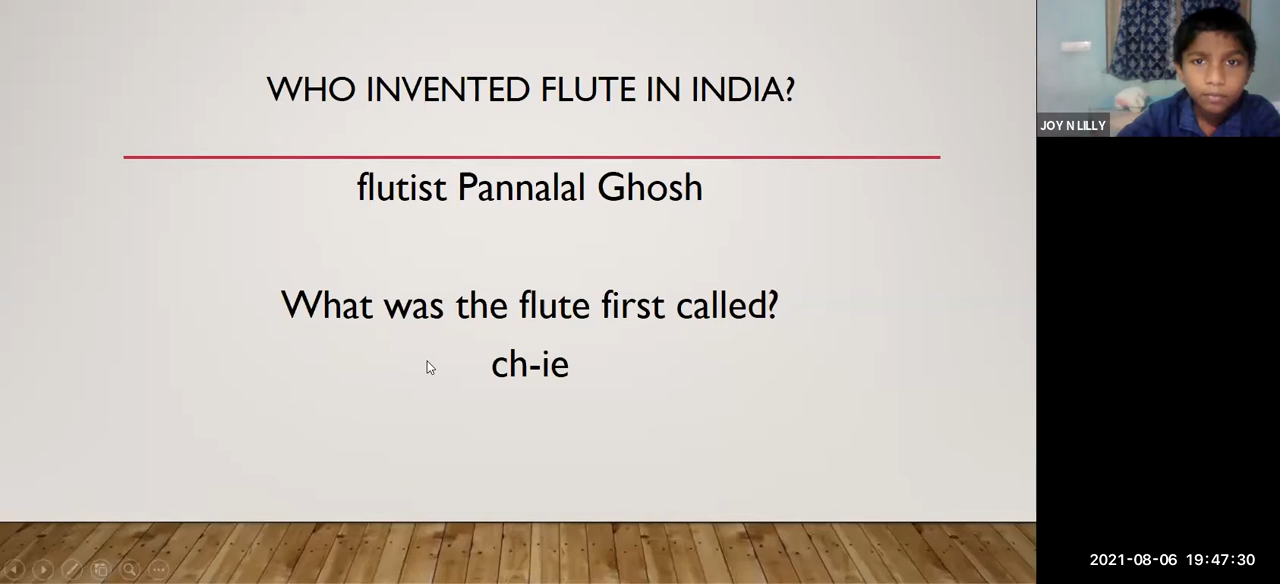 WHO INVENTED FLUTE IN INDIA?
flutist Pannalal Ghosh
What was the flute first called?
ch-ie
JOY N LILLY
2021-08-06 19:47:30